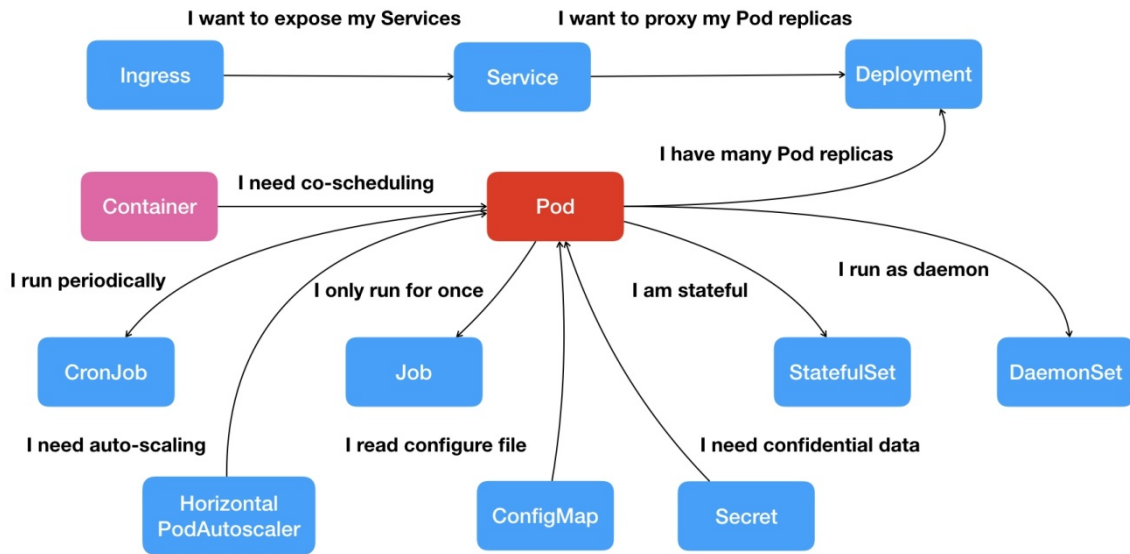 I want to expose my Services
I want to proxy my Pod replicas
Ingress
Service
Deployment
I have many Pod replicas
Container
I need co-scheduling
Pod
I run periodically
I only run for once
I am stateful
I run as daemon
CronJob
Job
StatefulSet
DaemonSet
I need auto-scaling
I read configure file
I need confidential data
Horizontal
PodAutoscaler
ConfigMap
Secret